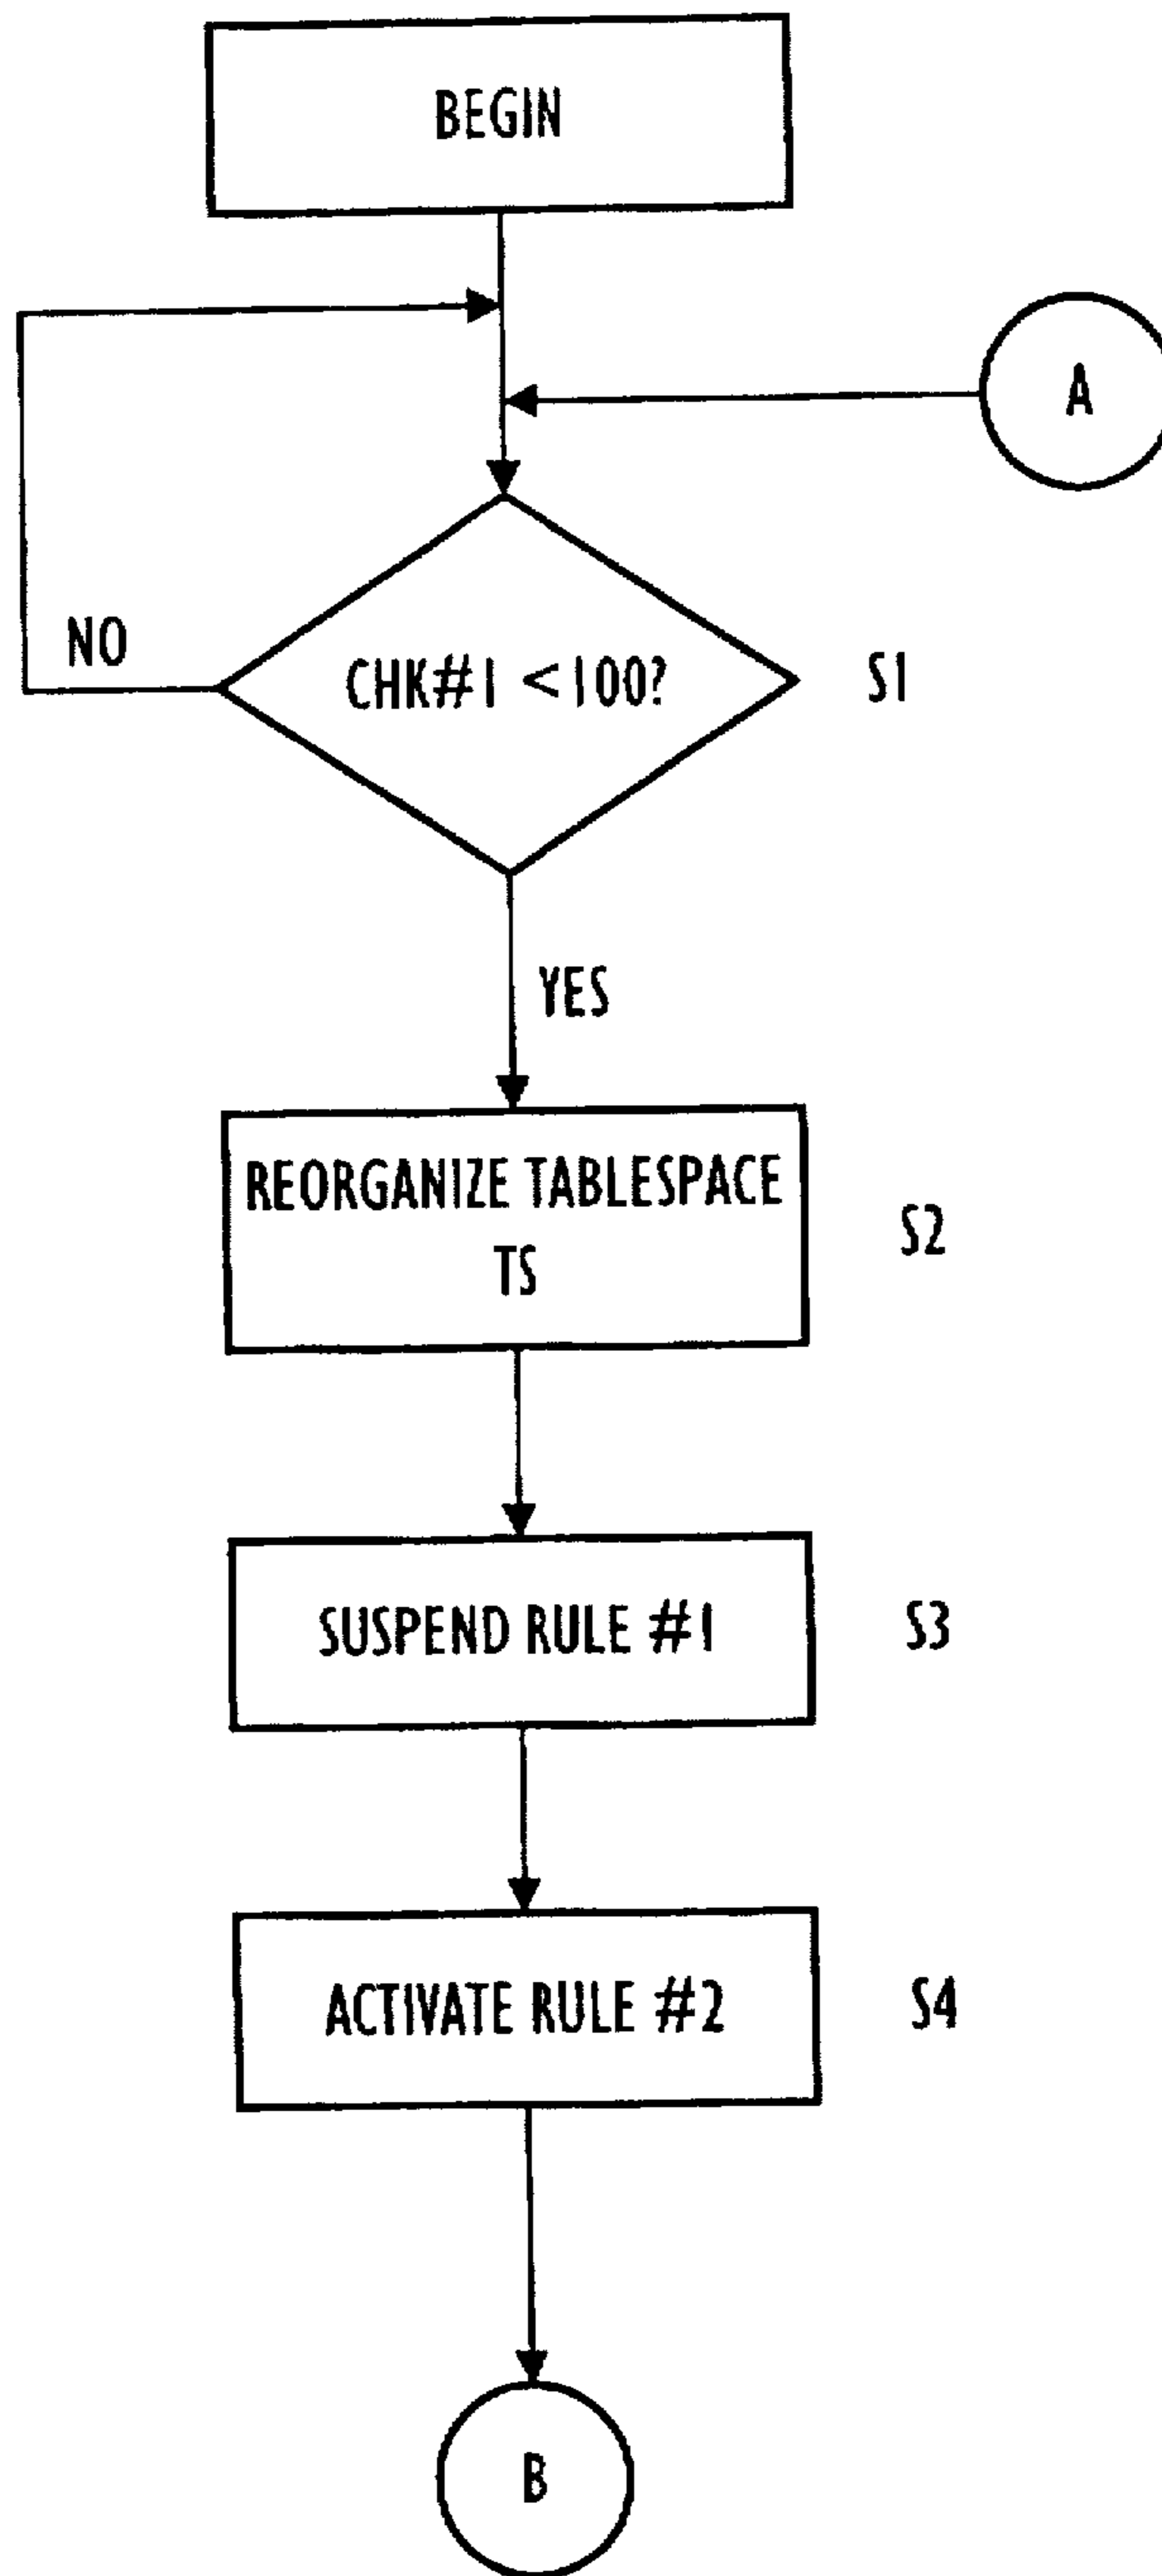 BEGIN
A
NO
CHK#1 <100?
S1
YES
REORGANIZE TABLESPACE
TS
S2
SUSPEND RULE #1
S3
ACTIVATE RULE #2
S4
B